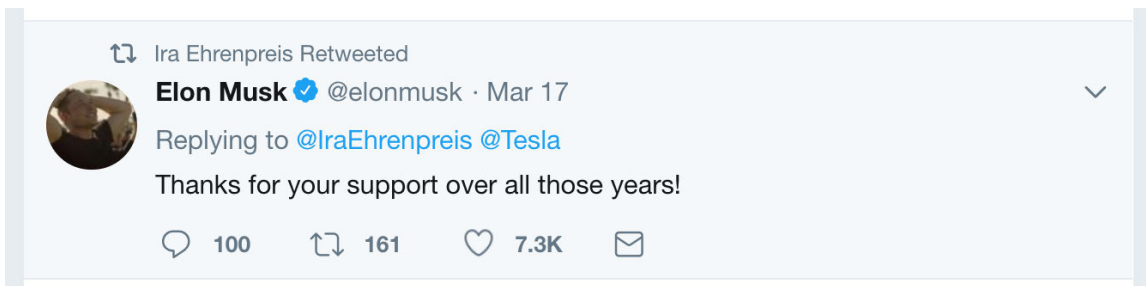 Ira Ehrenpreis Retweeted
Elon Musk @elonmusk · Mar 17
Replying to @IraEhrenpreis @Tesla
Thanks for your support over all those years!
100 161 7.3K